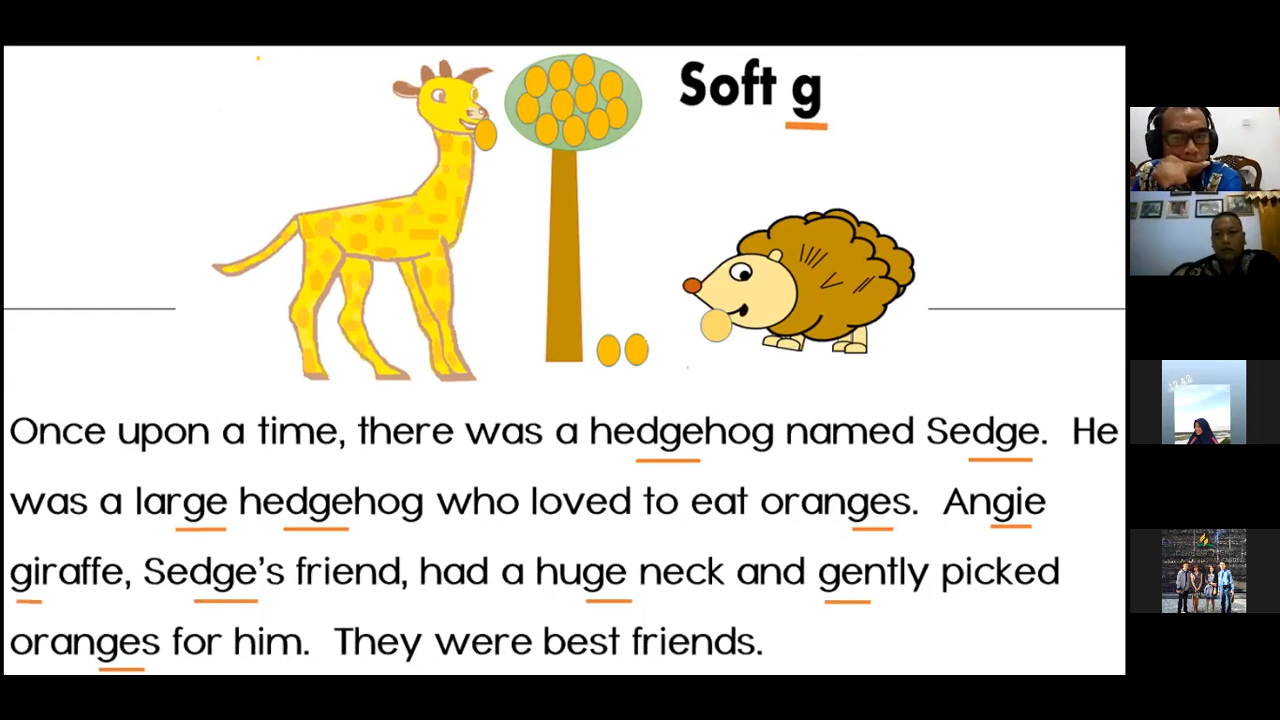 Soft g
Once upon a time, there was a hedgehog named Sedge. He
was a large hedgehog who loved to eat oranges. Angie
giraffe, Sedge's friend, had a huge neck and gently picked
oranges for him. They were best friends.